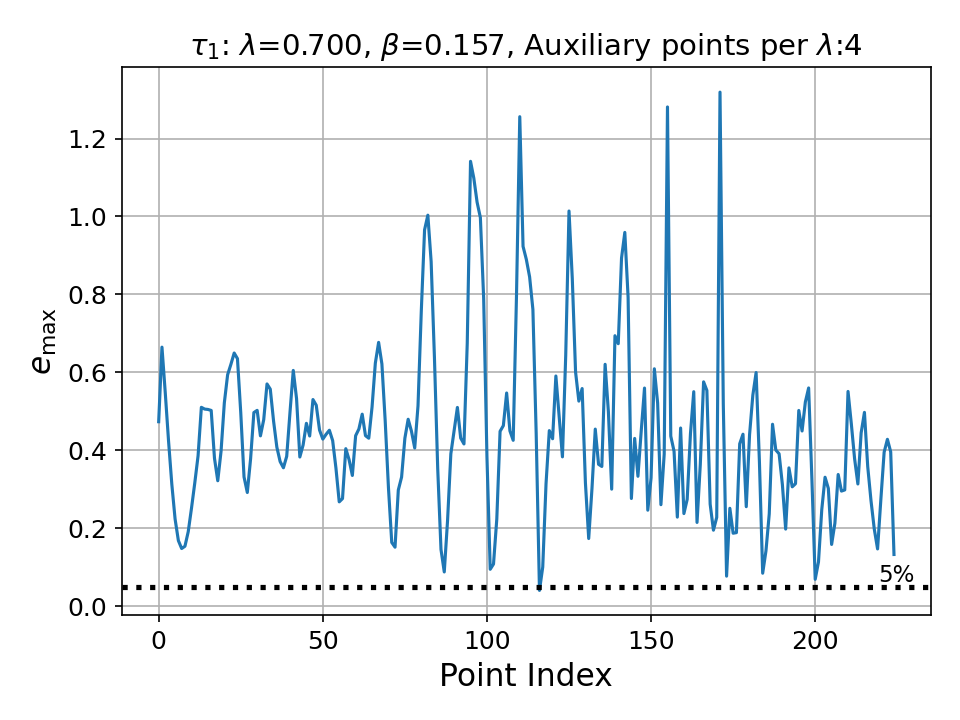 τ₁: λ=0.700, β=0.157, Auxiliary points per λ:4
e_max
1.2
1.0
0.8
0.6
0.4
0.2
0.0
5%
0 50 100 150 200
Point Index